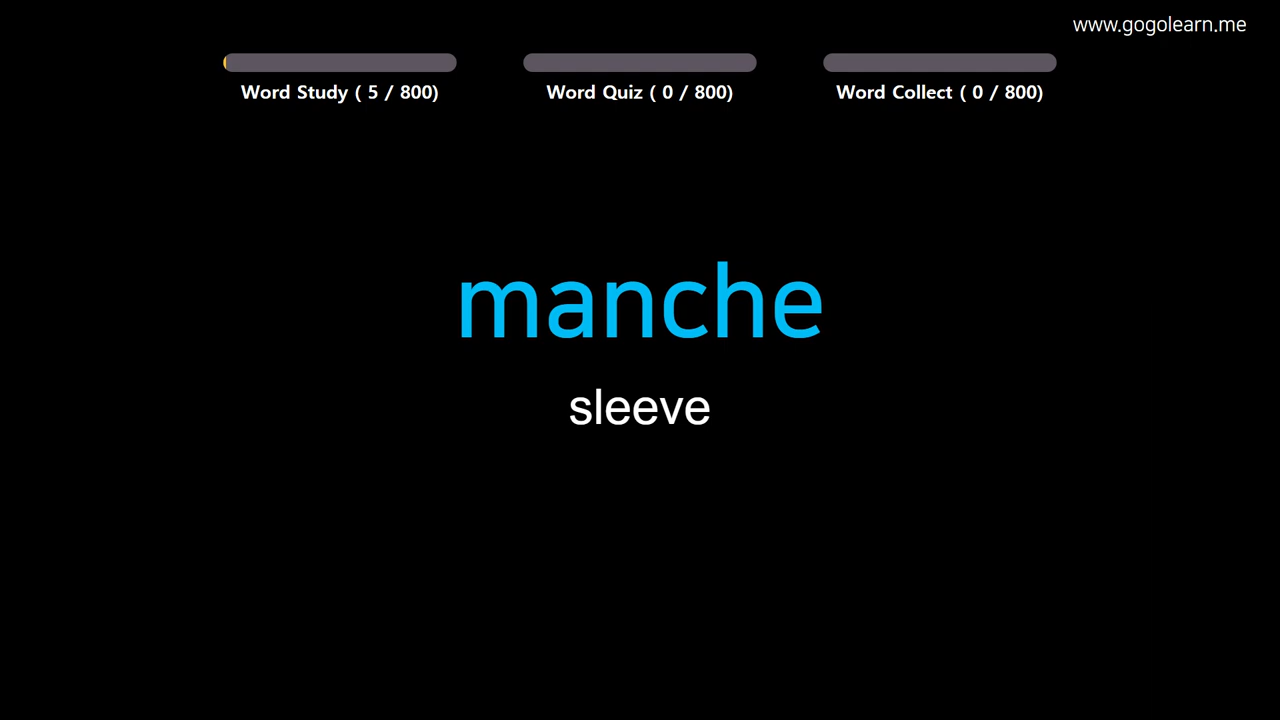 www.gogolearn.me
Word Study ( 5 / 800)
Word Quiz ( 0 / 800)
Word Collect ( 0 / 800)
manche
sleeve